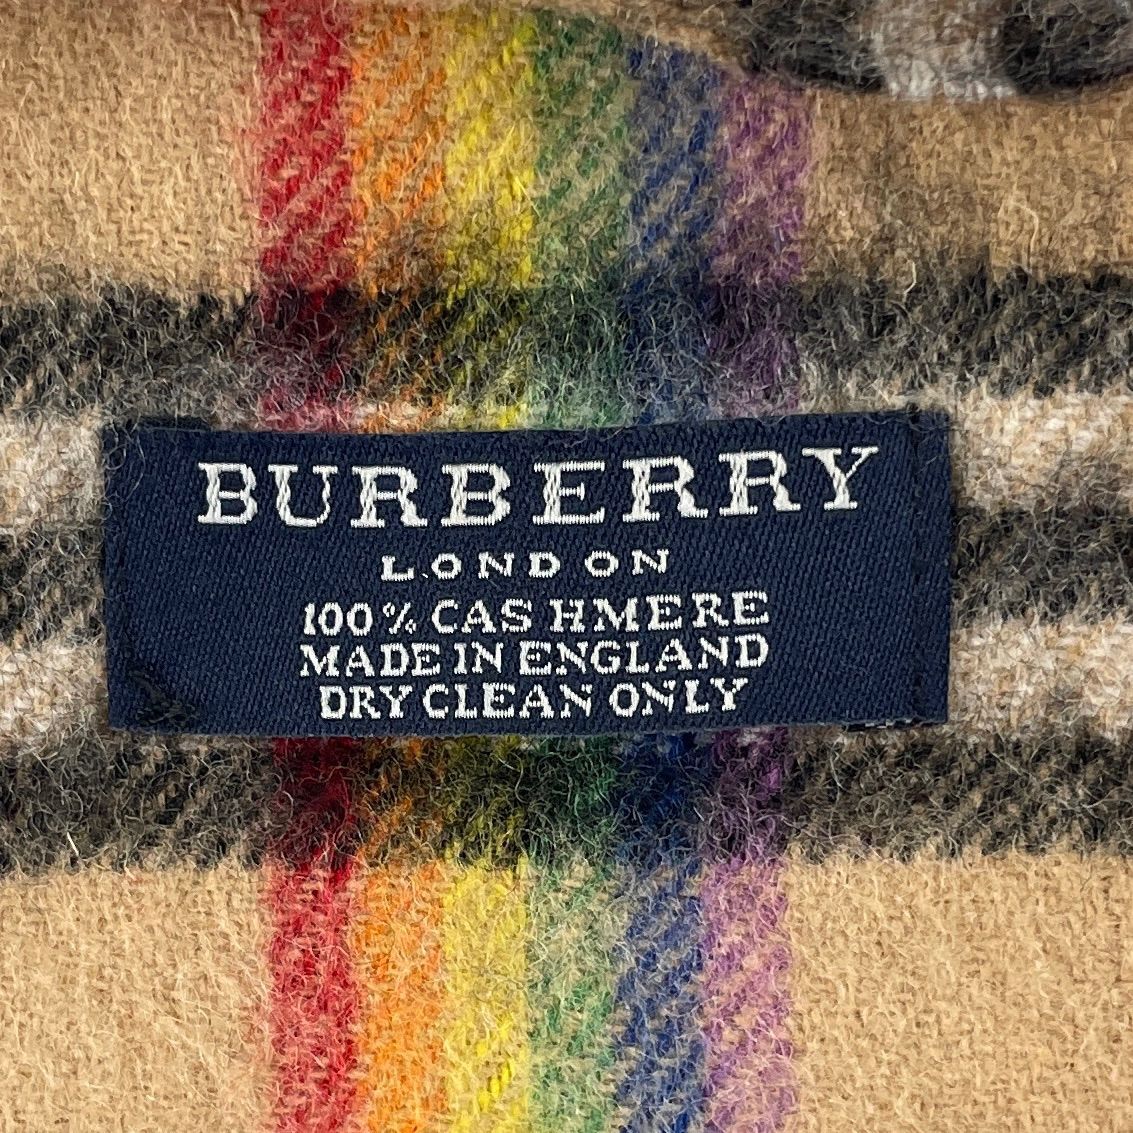 BURBERRY
LONDON
100% CASHMERE
MADE IN ENGLAND
DRY CLEAN ONLY